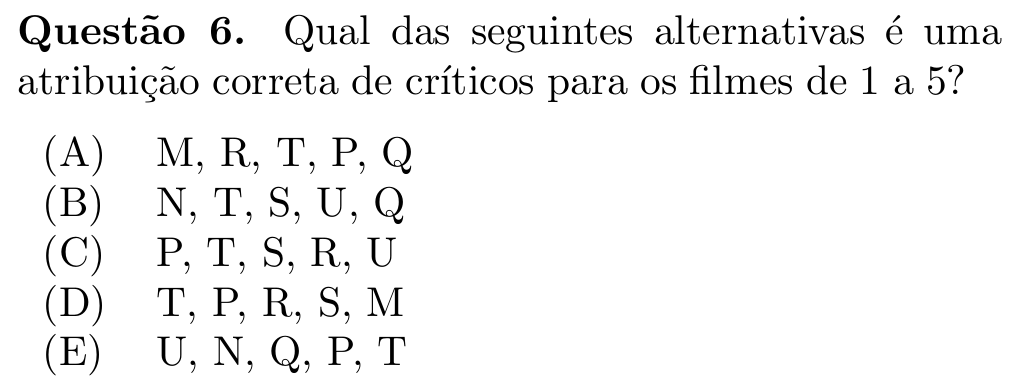 Questão 6. Qual das seguintes alternativas é uma
atribuição correta de críticos para os filmes de 1 a 5?
(A) M, R, T, P, Q
(B) N, T, S, U, Q
(C) P, T, S, R, U
(D) T, P, R, S, M
(E) U, N, Q, P, T